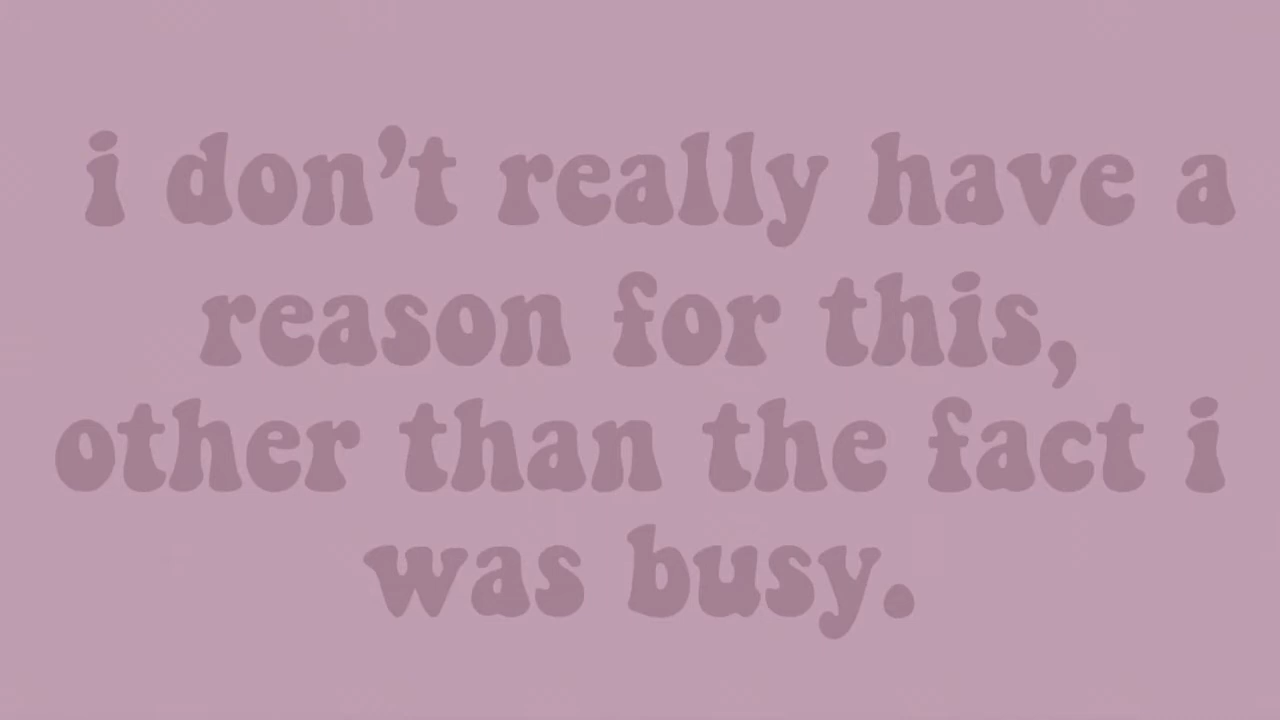 i don’t really have a
reason for this,
other than the fact i
was busy.